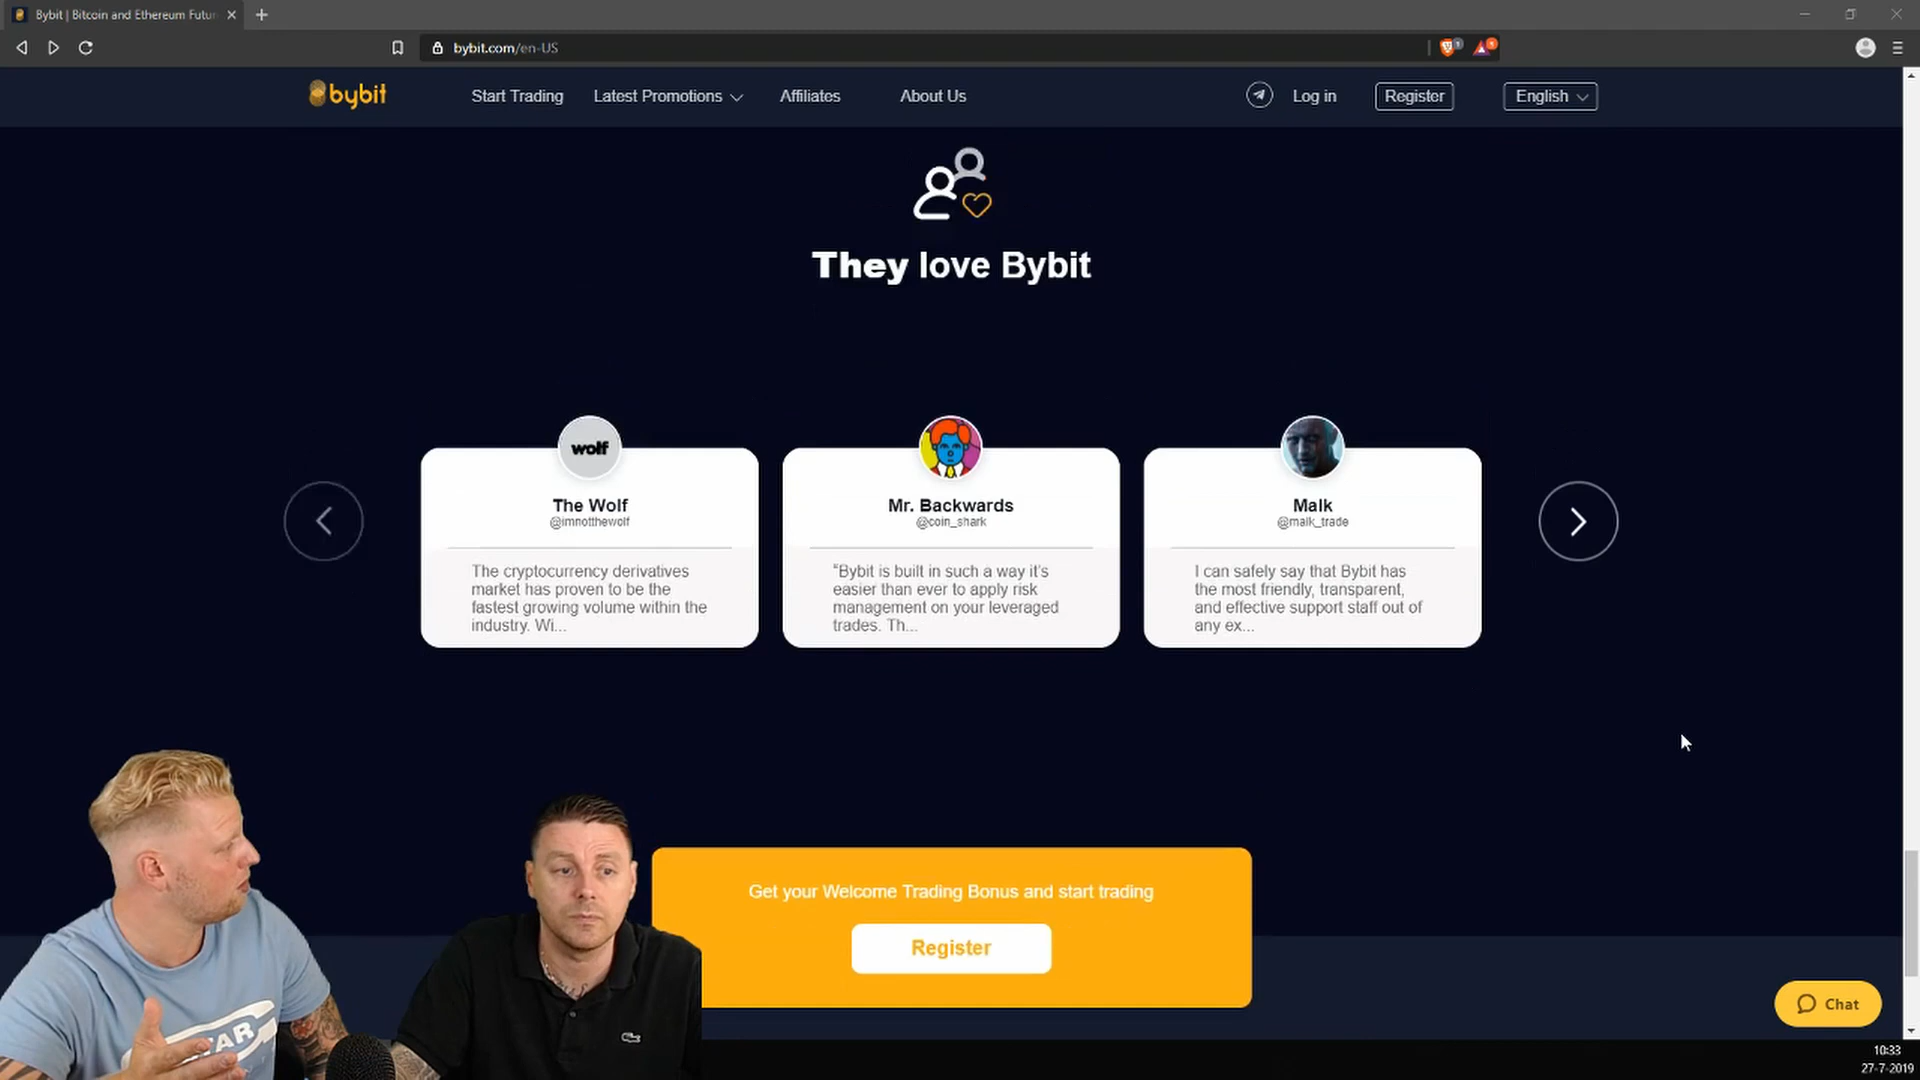 Bybit | Bitcoin and Ethereum Futu
bybit.com/en-US
bybit
Start Trading
Latest Promotions
Affiliates
About Us
Log in
Register
English
They love Bybit
wolf
The Wolf
@imnotthewolf
The cryptocurrency derivatives
market has proven to be the
fastest growing volume within the
industry. Wi...
Mr. Backwards
@coin_shark
“Bybit is built in such a way it’s
easier than ever to apply risk
management on your leveraged
trades. Th...
Malk
@malk_trade
I can safely say that Bybit has
the most friendly, transparent,
and effective support staff out of
any ex...
Get your Welcome Trading Bonus and start trading
Register
Chat
10:33
27-7-2019